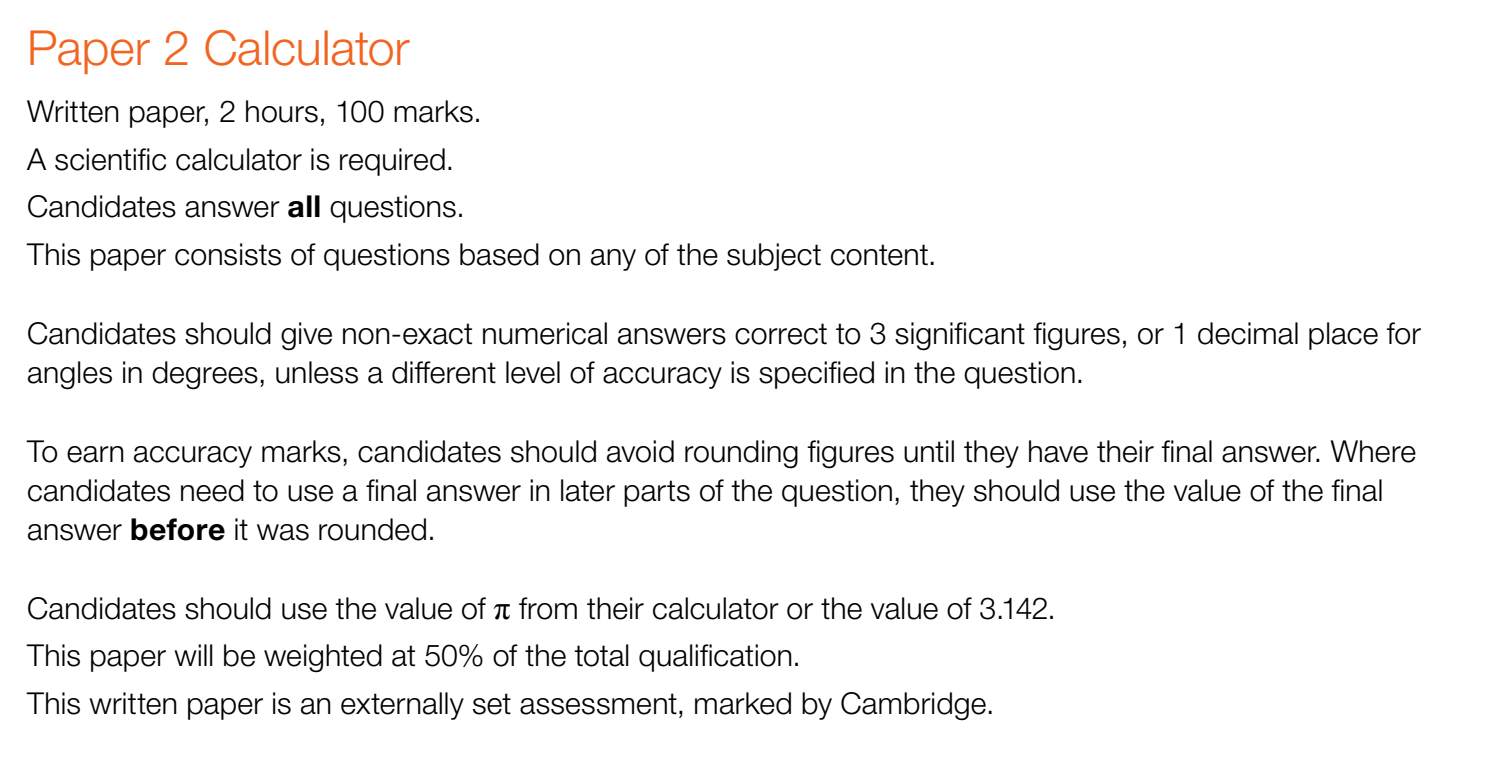 Paper 2 Calculator
Written paper, 2 hours, 100 marks.
A scientific calculator is required.
Candidates answer all questions.
This paper consists of questions based on any of the subject content.
Candidates should give non-exact numerical answers correct to 3 significant figures, or 1 decimal place for
angles in degrees, unless a different level of accuracy is specified in the question.
To earn accuracy marks, candidates should avoid rounding figures until they have their final answer. Where
candidates need to use a final answer in later parts of the question, they should use the value of the final
answer before it was rounded.
Candidates should use the value of π from their calculator or the value of 3.142.
This paper will be weighted at 50% of the total qualification.
This written paper is an externally set assessment, marked by Cambridge.